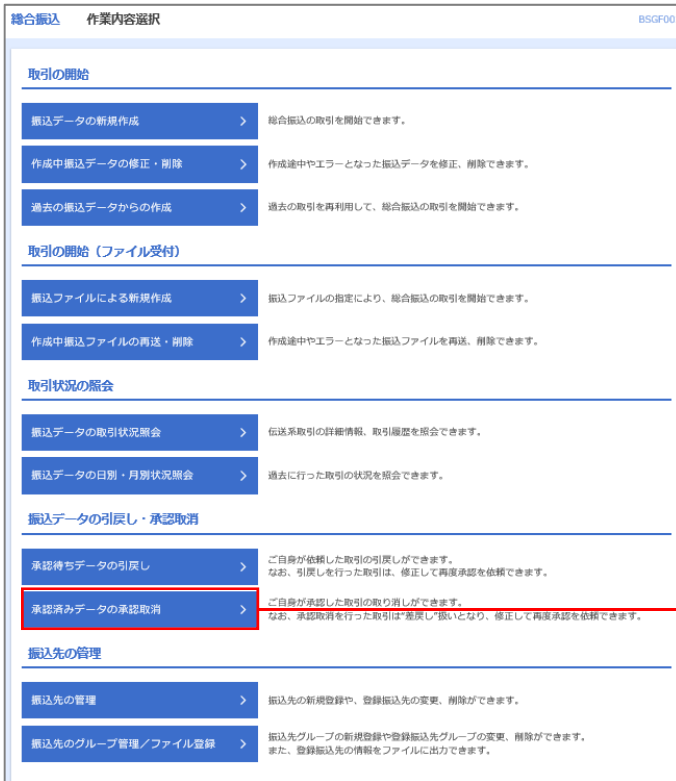 総合振込 作業内容選択 BSGF00
取引の開始
振込データの新規作成
総合振込の取引を開始できます。
作成中振込データの修正・削除
作成途中やエラーとなった振込データを修正、削除できます。
過去の振込データからの作成
過去の取引を再利用して、総合振込の取引を開始できます。
取引の開始（ファイル受付）
振込ファイルによる新規作成
振込ファイルの指定により、総合振込の取引を開始できます。
作成中振込ファイルの再送・削除
作成途中やエラーとなった振込ファイルを再送、削除できます。
取引状況の照会
振込データの取引状況照会
伝送系取引の詳細情報、取引履歴を照会できます。
振込データの日別・月別状況照会
過去に行った取引の状況を照会できます。
振込データの引戻し・承認取消
承認待ちデータの引戻し
ご自身が依頼した取引の引戻しができます。
なお、引戻しを行った取引は、修正して再度承認を依頼できます。
承認済みデータの承認取消
ご自身が承認した取引の取り消しができます。
なお、承認取消を行った取引は“差戻し”扱いとなり、修正して再度承認を依頼できます。
振込先の管理
振込先の管理
振込先の新規登録や、登録振込先の変更、削除ができます。
振込先のグループ管理／ファイル登録
振込先グループの新規登録や登録振込先グループの変更、削除ができます。
また、登録振込先の情報をファイルに出力できます。